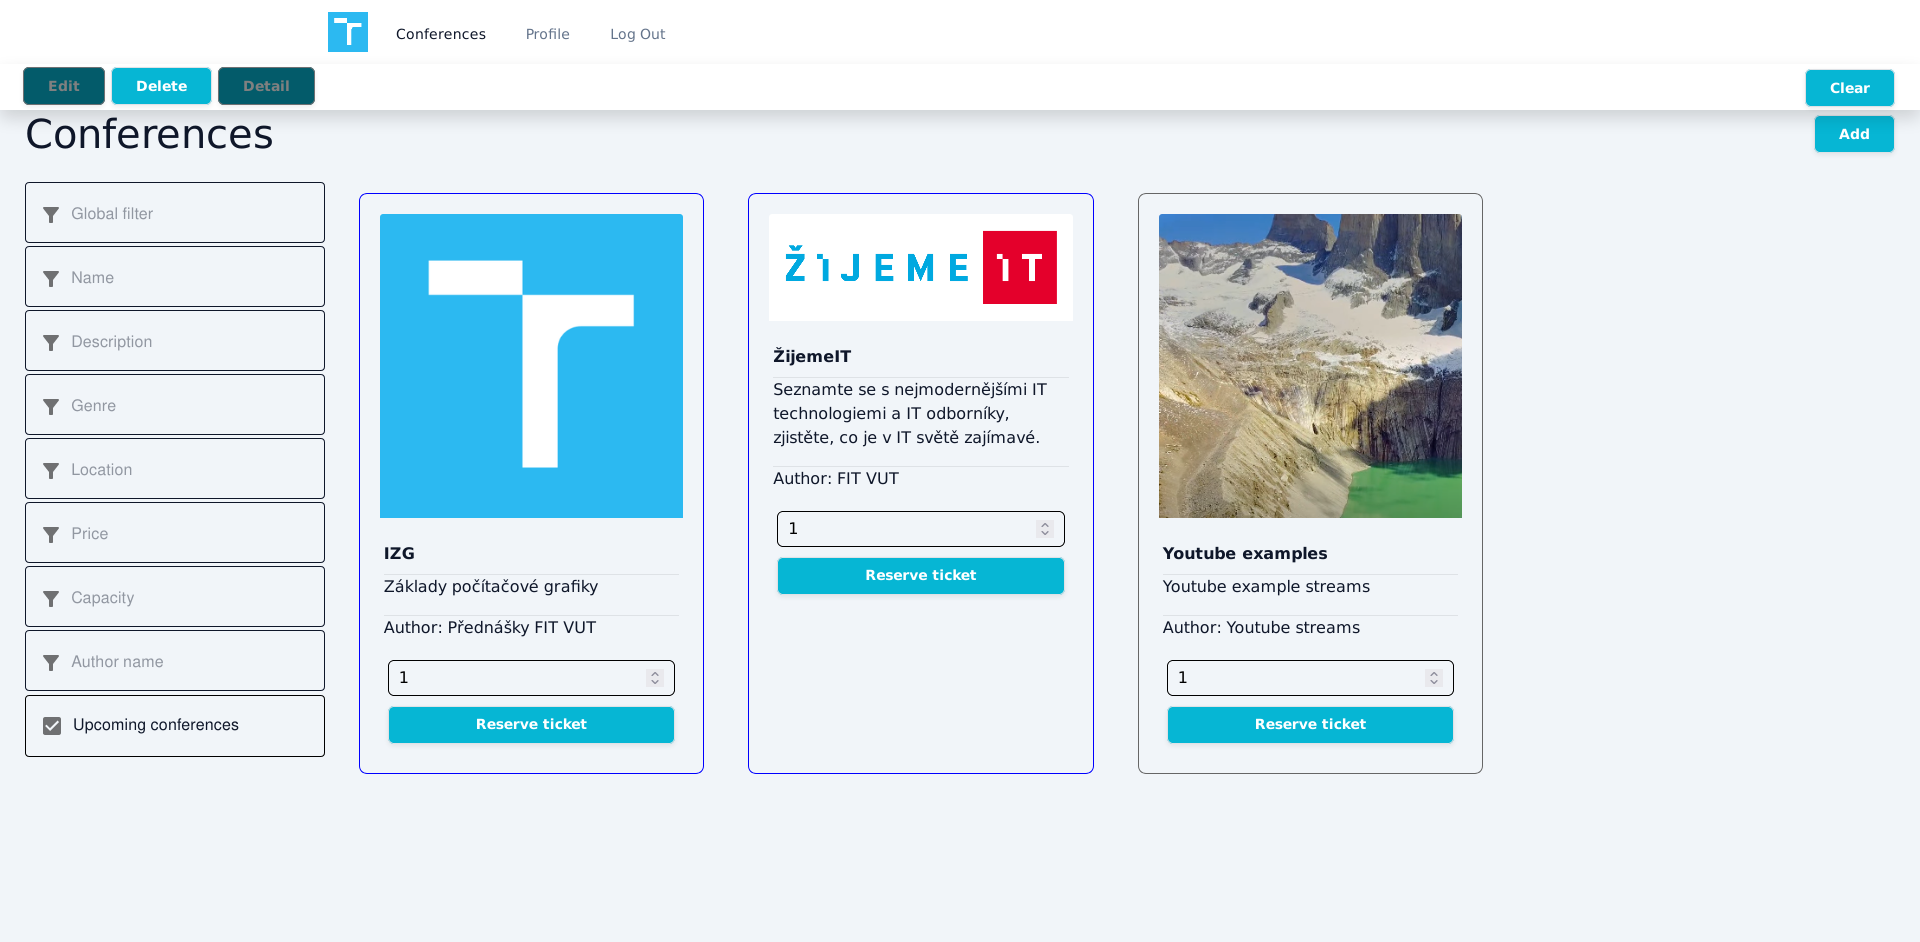 Conferences
Profile
Log Out
Edit
Delete
Detail
Clear
Conferences
Add
Global filter
Name
Description
Genre
Location
Price
Capacity
Author name
Upcoming conferences
IZG
Základy počítačové grafiky
Author: Přednášky FIT VUT
1
Reserve ticket
ŽIJEME IT
ŽijemeIT
Seznamte se s nejmodernějšími IT
technologiemi a IT odborníky,
zjistěte, co je v IT světě zajímavé.
Author: FIT VUT
1
Reserve ticket
Youtube examples
Youtube example streams
Author: Youtube streams
1
Reserve ticket